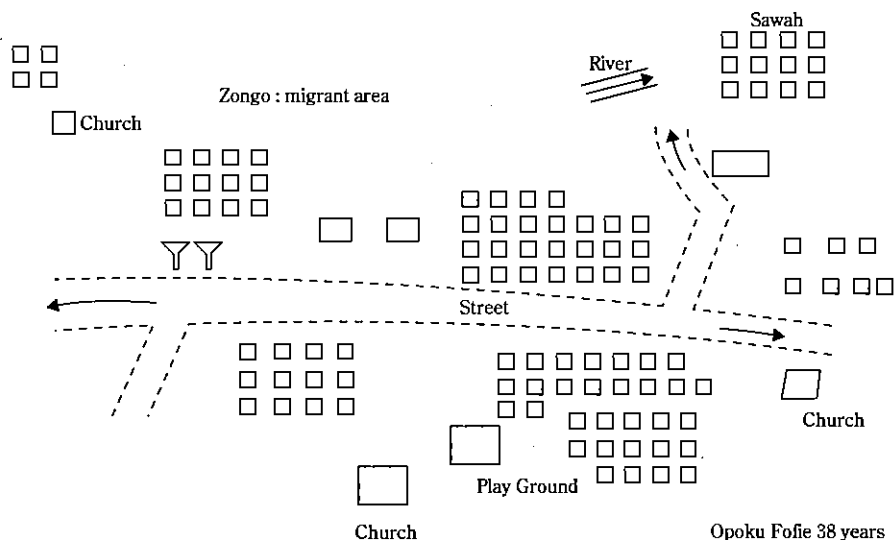 Sawah
River
Zongo : migrant area
Church
Street
Church
Play Ground
Church
Opoku Fofie 38 years